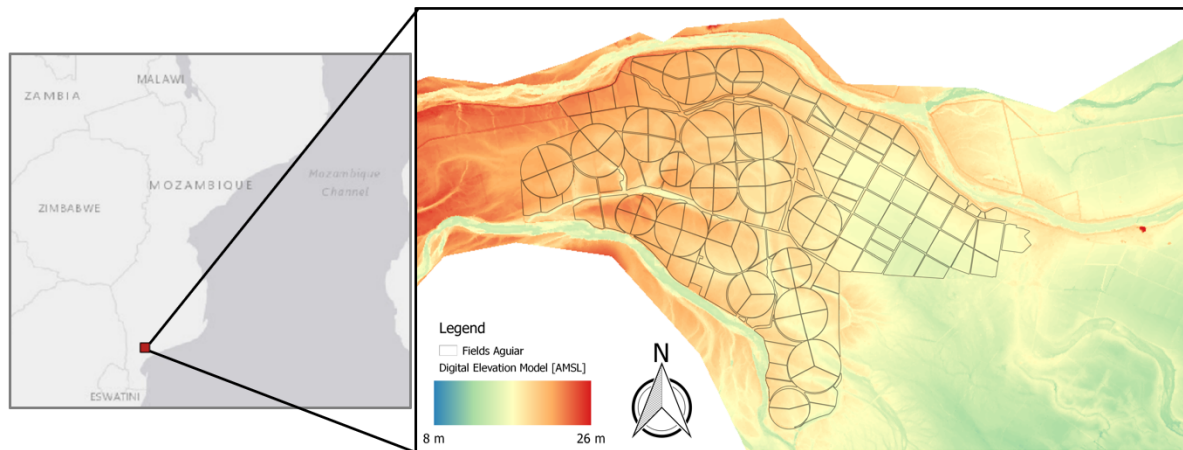 MALAWI
ZAMBIA
MOZAMBIQUE
Mozambique
Channel
ZIMBABWE
ESWATINI
Legend
Fields Aguiar
Digital Elevation Model [AMSL]
8 m
26 m
N